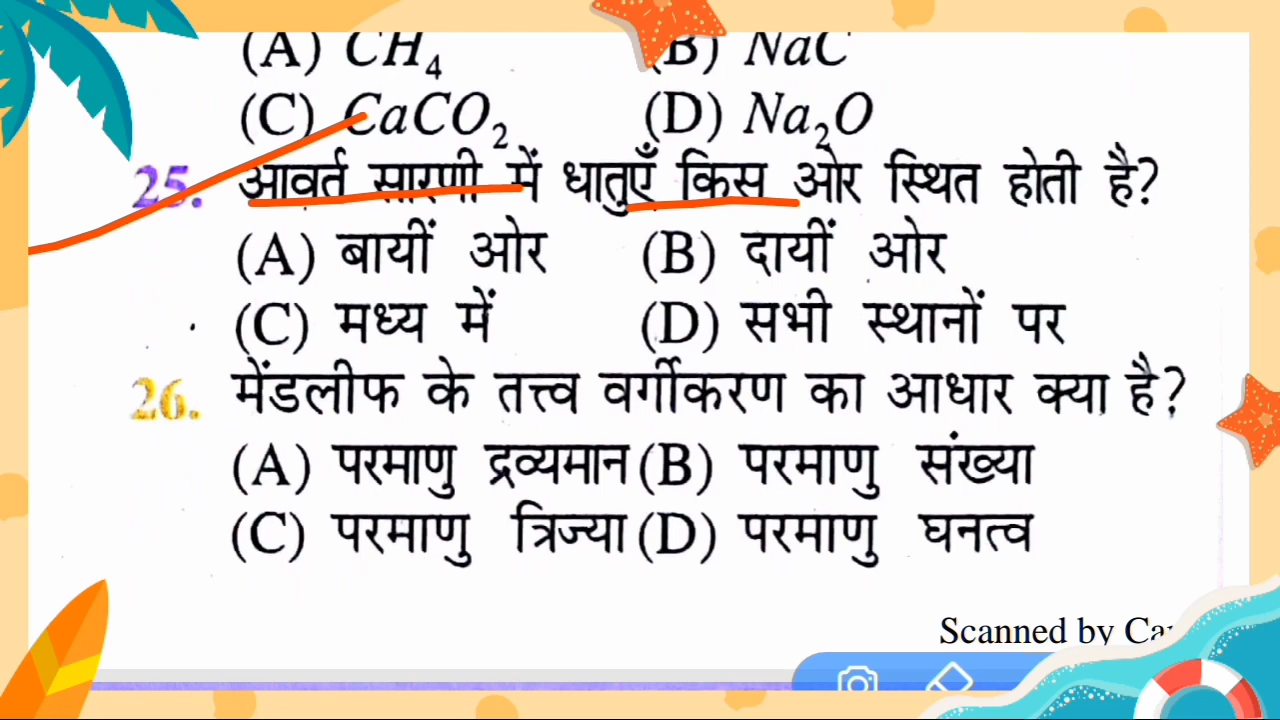 (A) CH₄ (B) NaC
(C) CaCO₂ (D) Na₂O
25. आवर्त सारणी में धातुएँ किस ओर स्थित होती है?
(A) बायीं ओर (B) दायीं ओर
(C) मध्य में (D) सभी स्थानों पर
26. मेंडलीफ के तत्त्व वर्गीकरण का आधार क्या है?
(A) परमाणु द्रव्यमान (B) परमाणु संख्या
(C) परमाणु त्रिज्या (D) परमाणु घनत्व
Scanned by